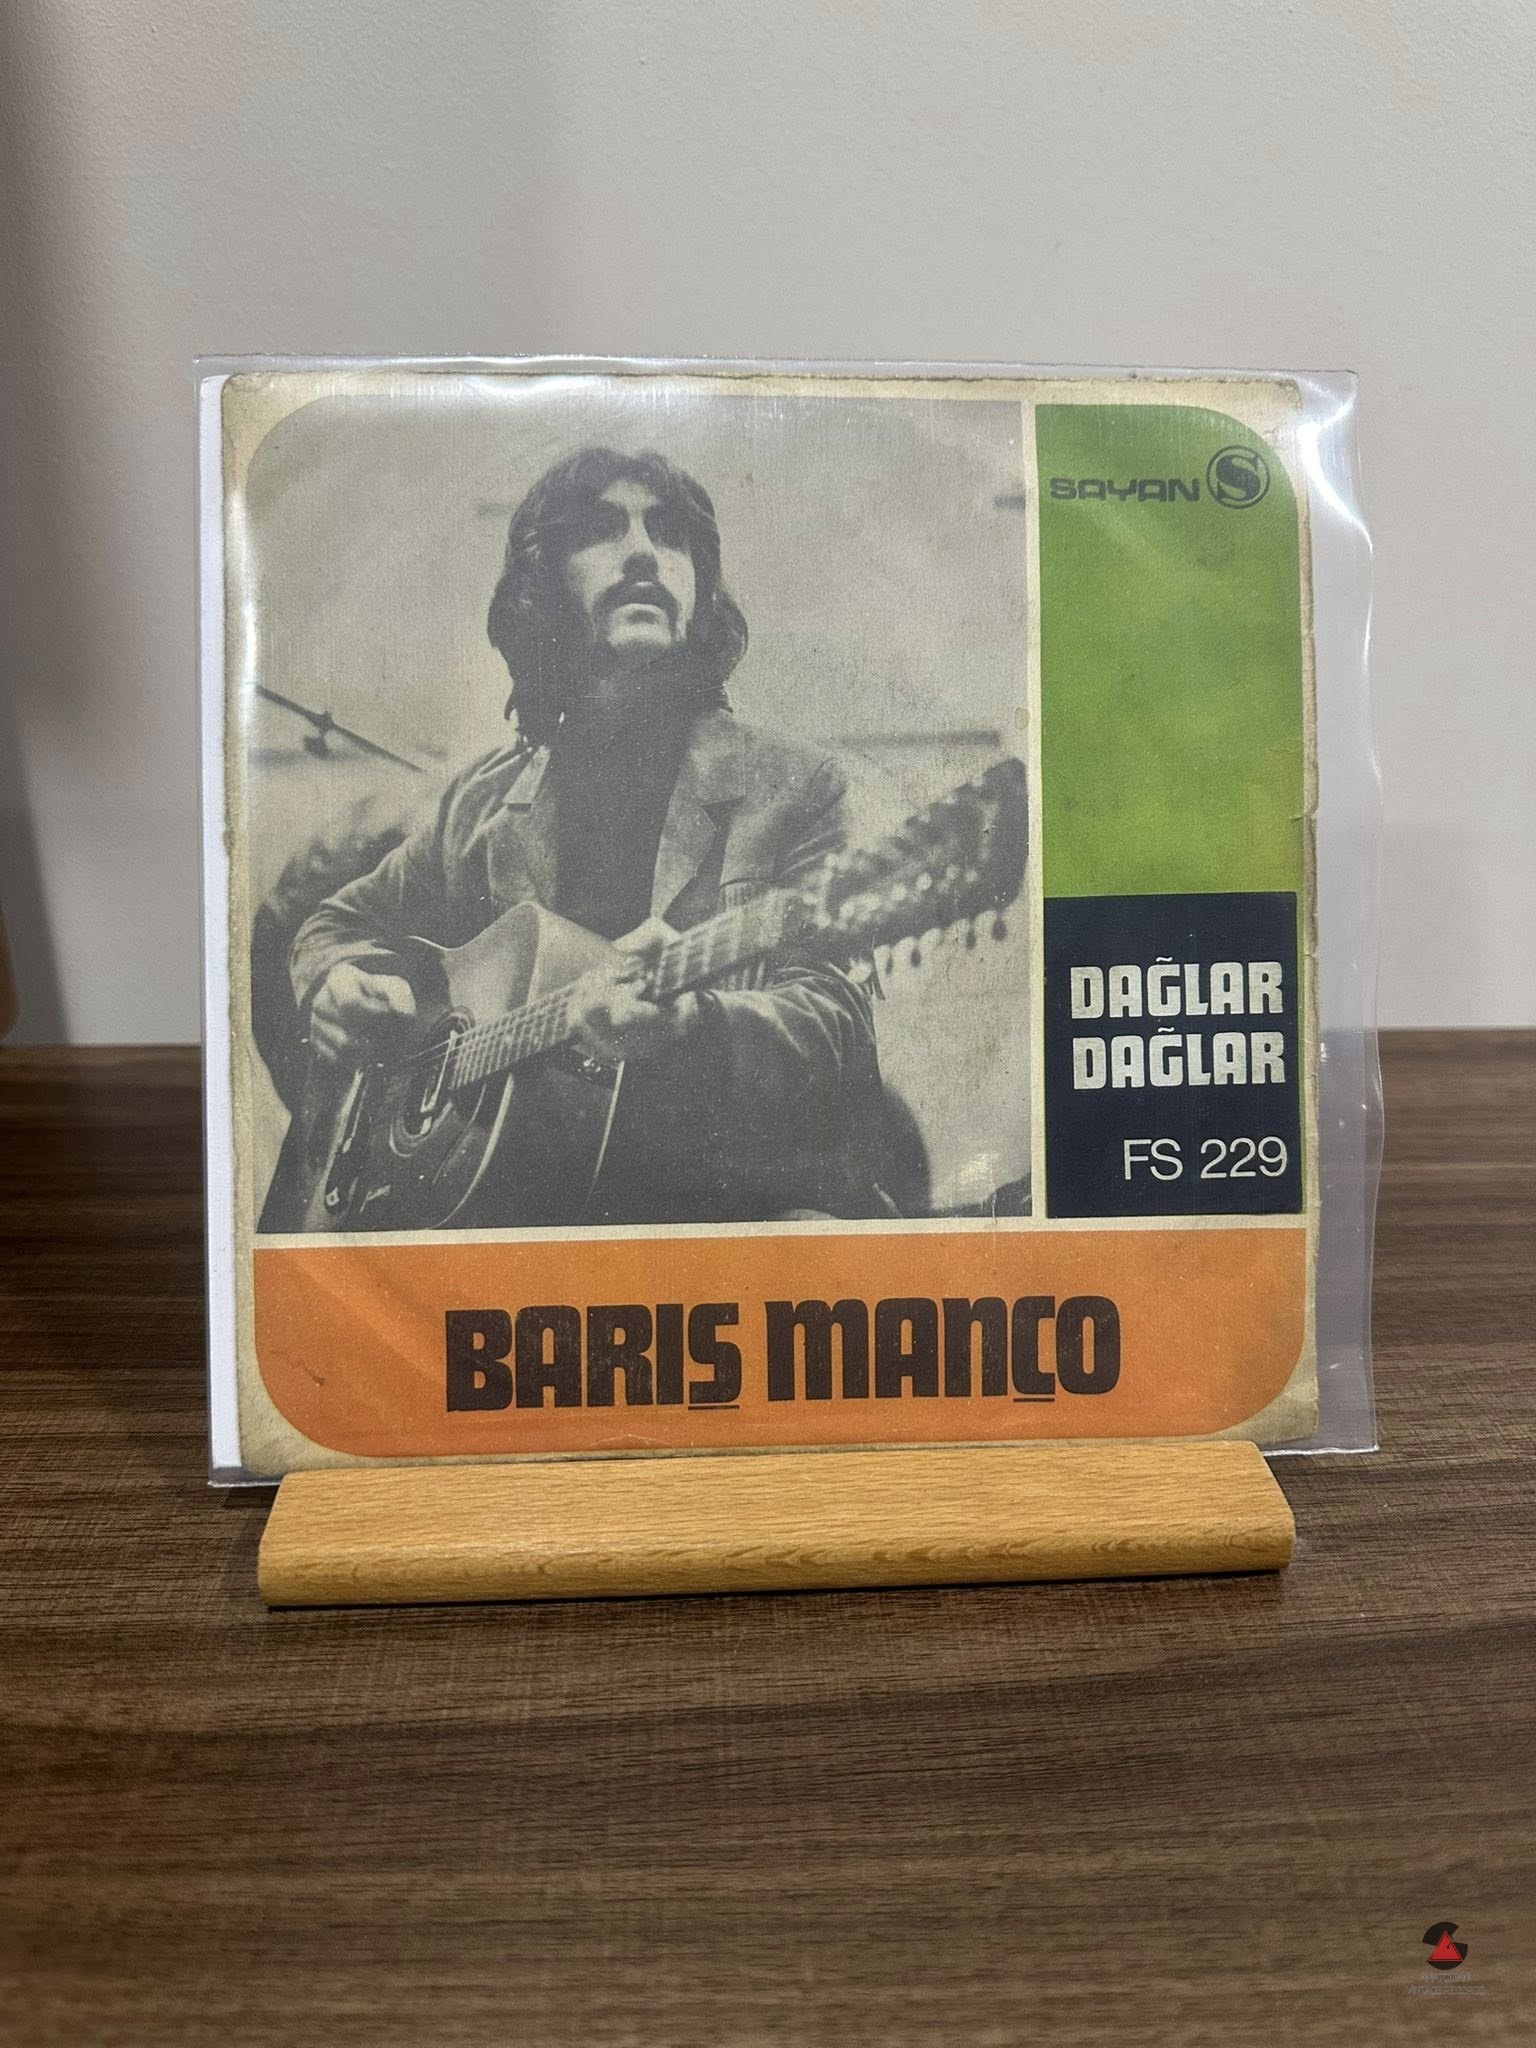 SAYAN S
DAĞLAR
DAĞLAR
FS 229
BARIŞ MANÇO